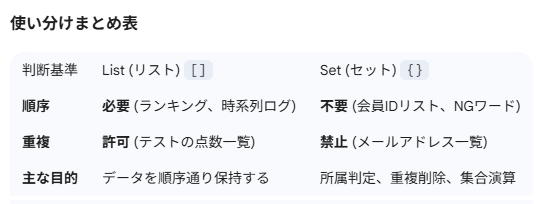 使い分けまとめ表
判断基準 List (リスト) [] Set (セット) {}
順序 必要 (ランキング、時系列ログ) 不要 (会員IDリスト、NGワード)
重複 許可 (テストの点数一覧) 禁止 (メールアドレス一覧)
主な目的 データを順序通り保持する 所属判定、重複削除、集合演算